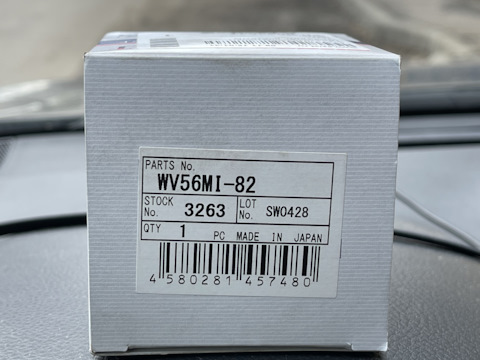 PARTS No.
WV56MI-82
STOCK No. 3263 LOT No. SW0428
QTY 1 PC MADE IN JAPAN
4 580281 457480